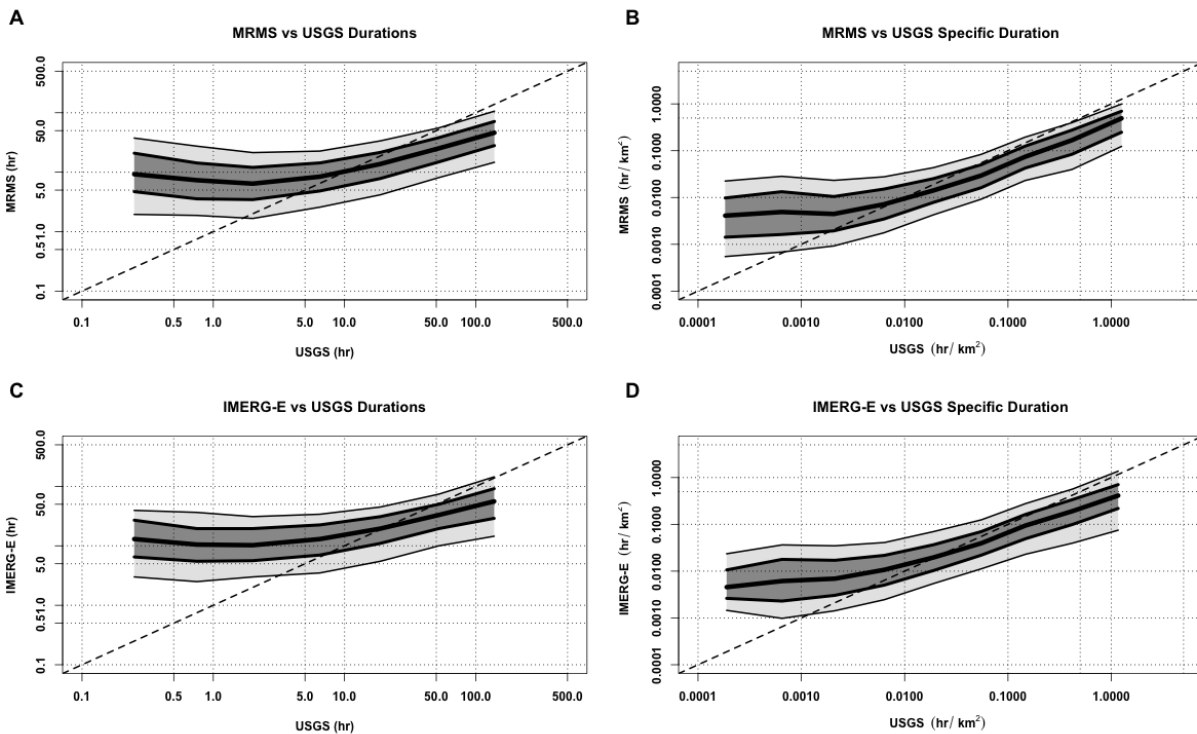 A
MRMS vs USGS Durations
MRMS (hr)
500.0
50.0
5.0
0.51.0
0.1
0.1 0.5 1.0 5.0 10.0 50.0 100.0 500.0
USGS (hr)
B
MRMS vs USGS Specific Duration
MRMS (hr/ km²)
1.0000
0.1000
0.0100
0.0010
0.0001
0.0001 0.0010 0.0100 0.1000 1.0000
USGS (hr/ km²)
C
IMERG-E vs USGS Durations
IMERG-E (hr)
500.0
50.0
5.0
0.51.0
0.1
0.1 0.5 1.0 5.0 10.0 50.0 100.0 500.0
USGS (hr)
D
IMERG-E vs USGS Specific Duration
IMERG-E (hr/ km²)
1.0000
0.1000
0.0100
0.0010
0.0001
0.0001 0.0010 0.0100 0.1000 1.0000
USGS (hr/ km²)